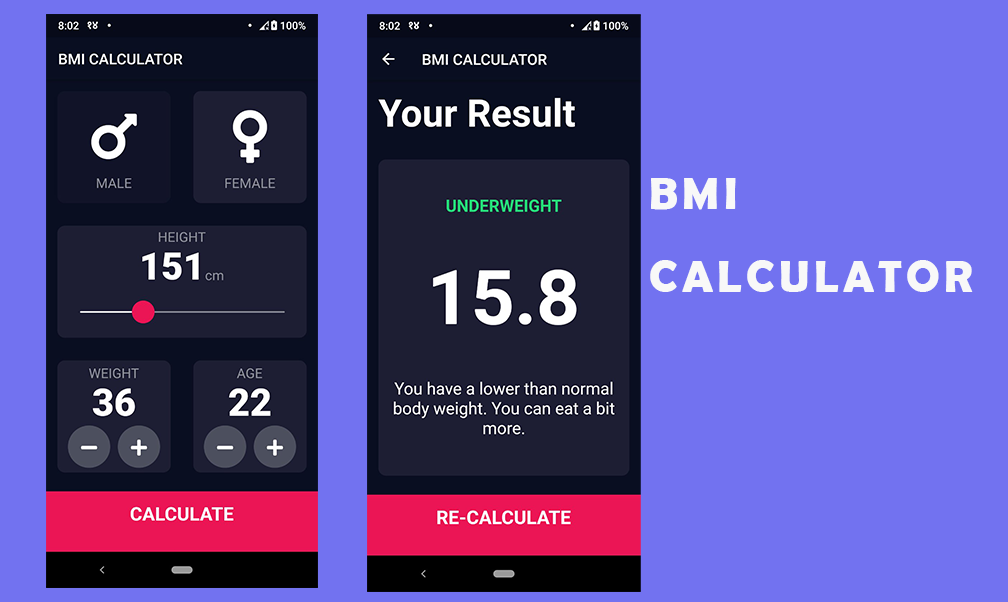 8:02 १४ 100%
BMI CALCULATOR
MALE FEMALE
HEIGHT
151 cm
WEIGHT AGE
36 22
− + − +
CALCULATE
8:02 १४ 100%
BMI CALCULATOR
Your Result
UNDERWEIGHT
15.8
You have a lower than normal
body weight. You can eat a bit
more.
RE-CALCULATE
BMI
CALCULATOR